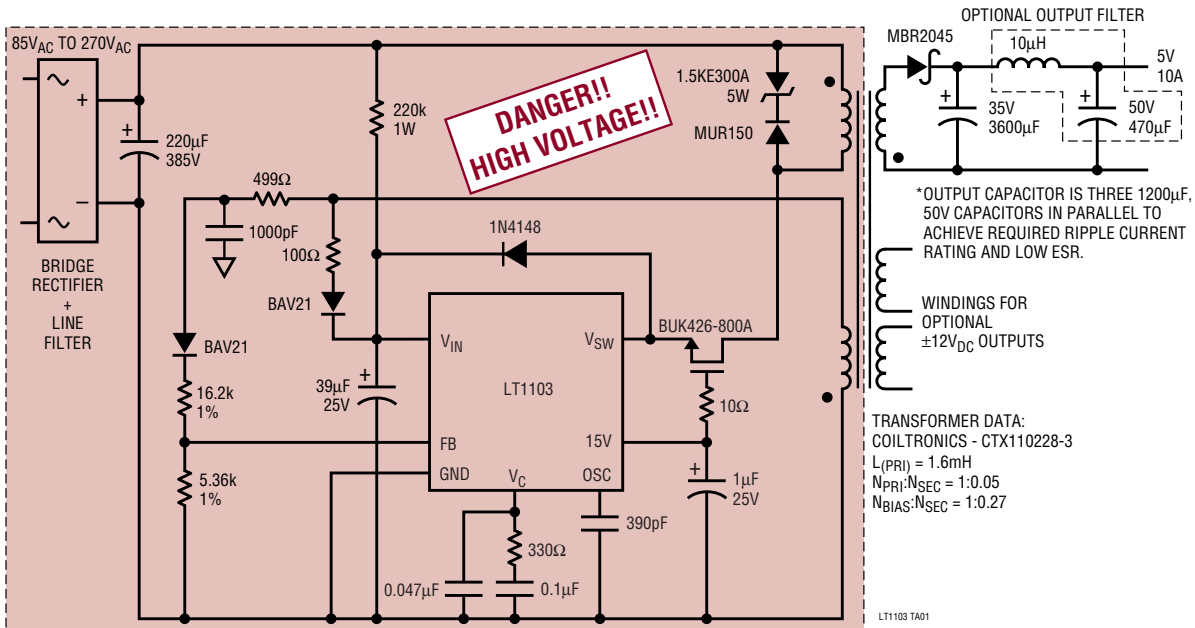 85VAC TO 270VAC
+
−
BRIDGE
RECTIFIER
+
LINE
FILTER
+
220µF
385V
220k
1W
DANGER!!
HIGH VOLTAGE!!
1.5KE300A
5W
MUR150
499Ω
1000pF
100Ω
BAV21
1N4148
BAV21
16.2k
1%
5.36k
1%
+
39µF
25V
VIN
VSW
LT1103
FB
GND
VC
15V
OSC
BUK426-800A
10Ω
+
1µF
25V
390pF
330Ω
0.047µF
0.1µF
OPTIONAL OUTPUT FILTER
MBR2045
10µH
5V
10A
+
35V
3600µF
+
50V
470µF
*OUTPUT CAPACITOR IS THREE 1200µF,
50V CAPACITORS IN PARALLEL TO
ACHIEVE REQUIRED RIPPLE CURRENT
RATING AND LOW ESR.
WINDINGS FOR
OPTIONAL
±12VDC OUTPUTS
TRANSFORMER DATA:
COILTRONICS - CTX110228-3
L(PRI) = 1.6mH
NPRI:NSEC = 1:0.05
NBIAS:NSEC = 1:0.27
LT1103 TA01